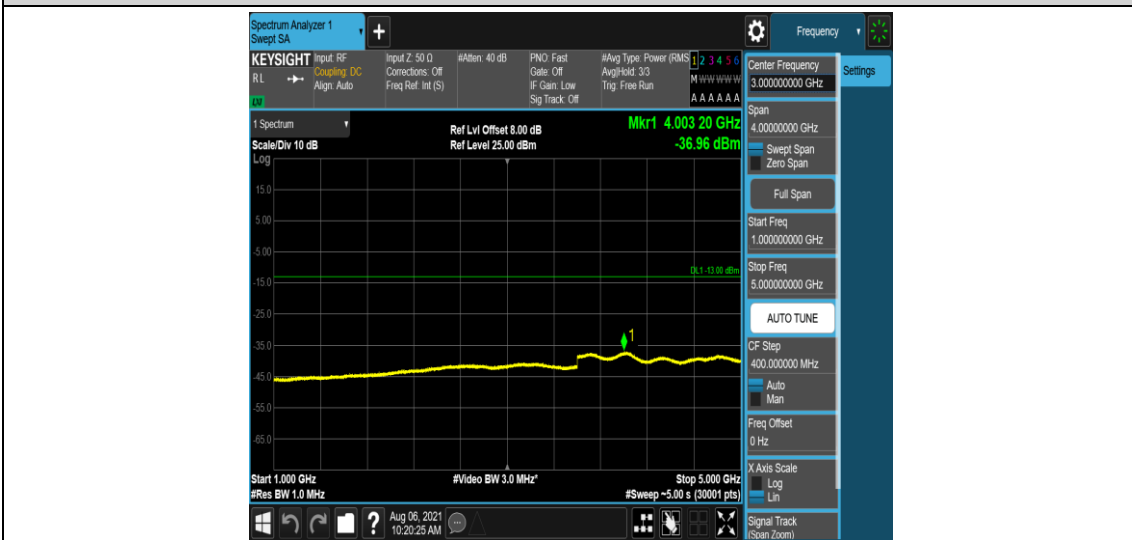 Spectrum Analyzer 1
Swept SA
+
Frequency
KEYSIGHT
Input: RF
Coupling: DC
Align: Auto
Input Z: 50 Ω
Corrections: Off
Freq Ref: Int (S)
#Atten: 40 dB
PNO: Fast
Gate: Off
IF Gain: Low
Sig Track: Off
#Avg Type: Power (RMS
Avg|Hold: 3/3
Trig: Free Run
1 2 3 4 5 6
M W W W W W
A A A A A A
R L
LXI
Center Frequency
3.000000000 GHz
Settings
1 Spectrum
Ref Lvl Offset 8.00 dB
Mkr1 4.003 20 GHz
Scale/Div 10 dB
Ref Level 25.00 dBm
-36.96 dBm
Log
15.0
5.00
-5.00
-15.0
-25.0
-35.0
-45.0
-55.0
-65.0
DL1 -13.00 dBm
1
Start 1.000 GHz
#Video BW 3.0 MHz*
Stop 5.000 GHz
#Res BW 1.0 MHz
#Sweep ~5.00 s (30001 pts)
Span
4.00000000 GHz
Swept Span
Zero Span
Full Span
Start Freq
1.000000000 GHz
Stop Freq
5.000000000 GHz
AUTO TUNE
CF Step
400.000000 MHz
Auto
Man
Freq Offset
0 Hz
X Axis Scale
Log
Lin
Signal Track
(Span Zoom)
?
Aug 06, 2021
10:20:25 AM